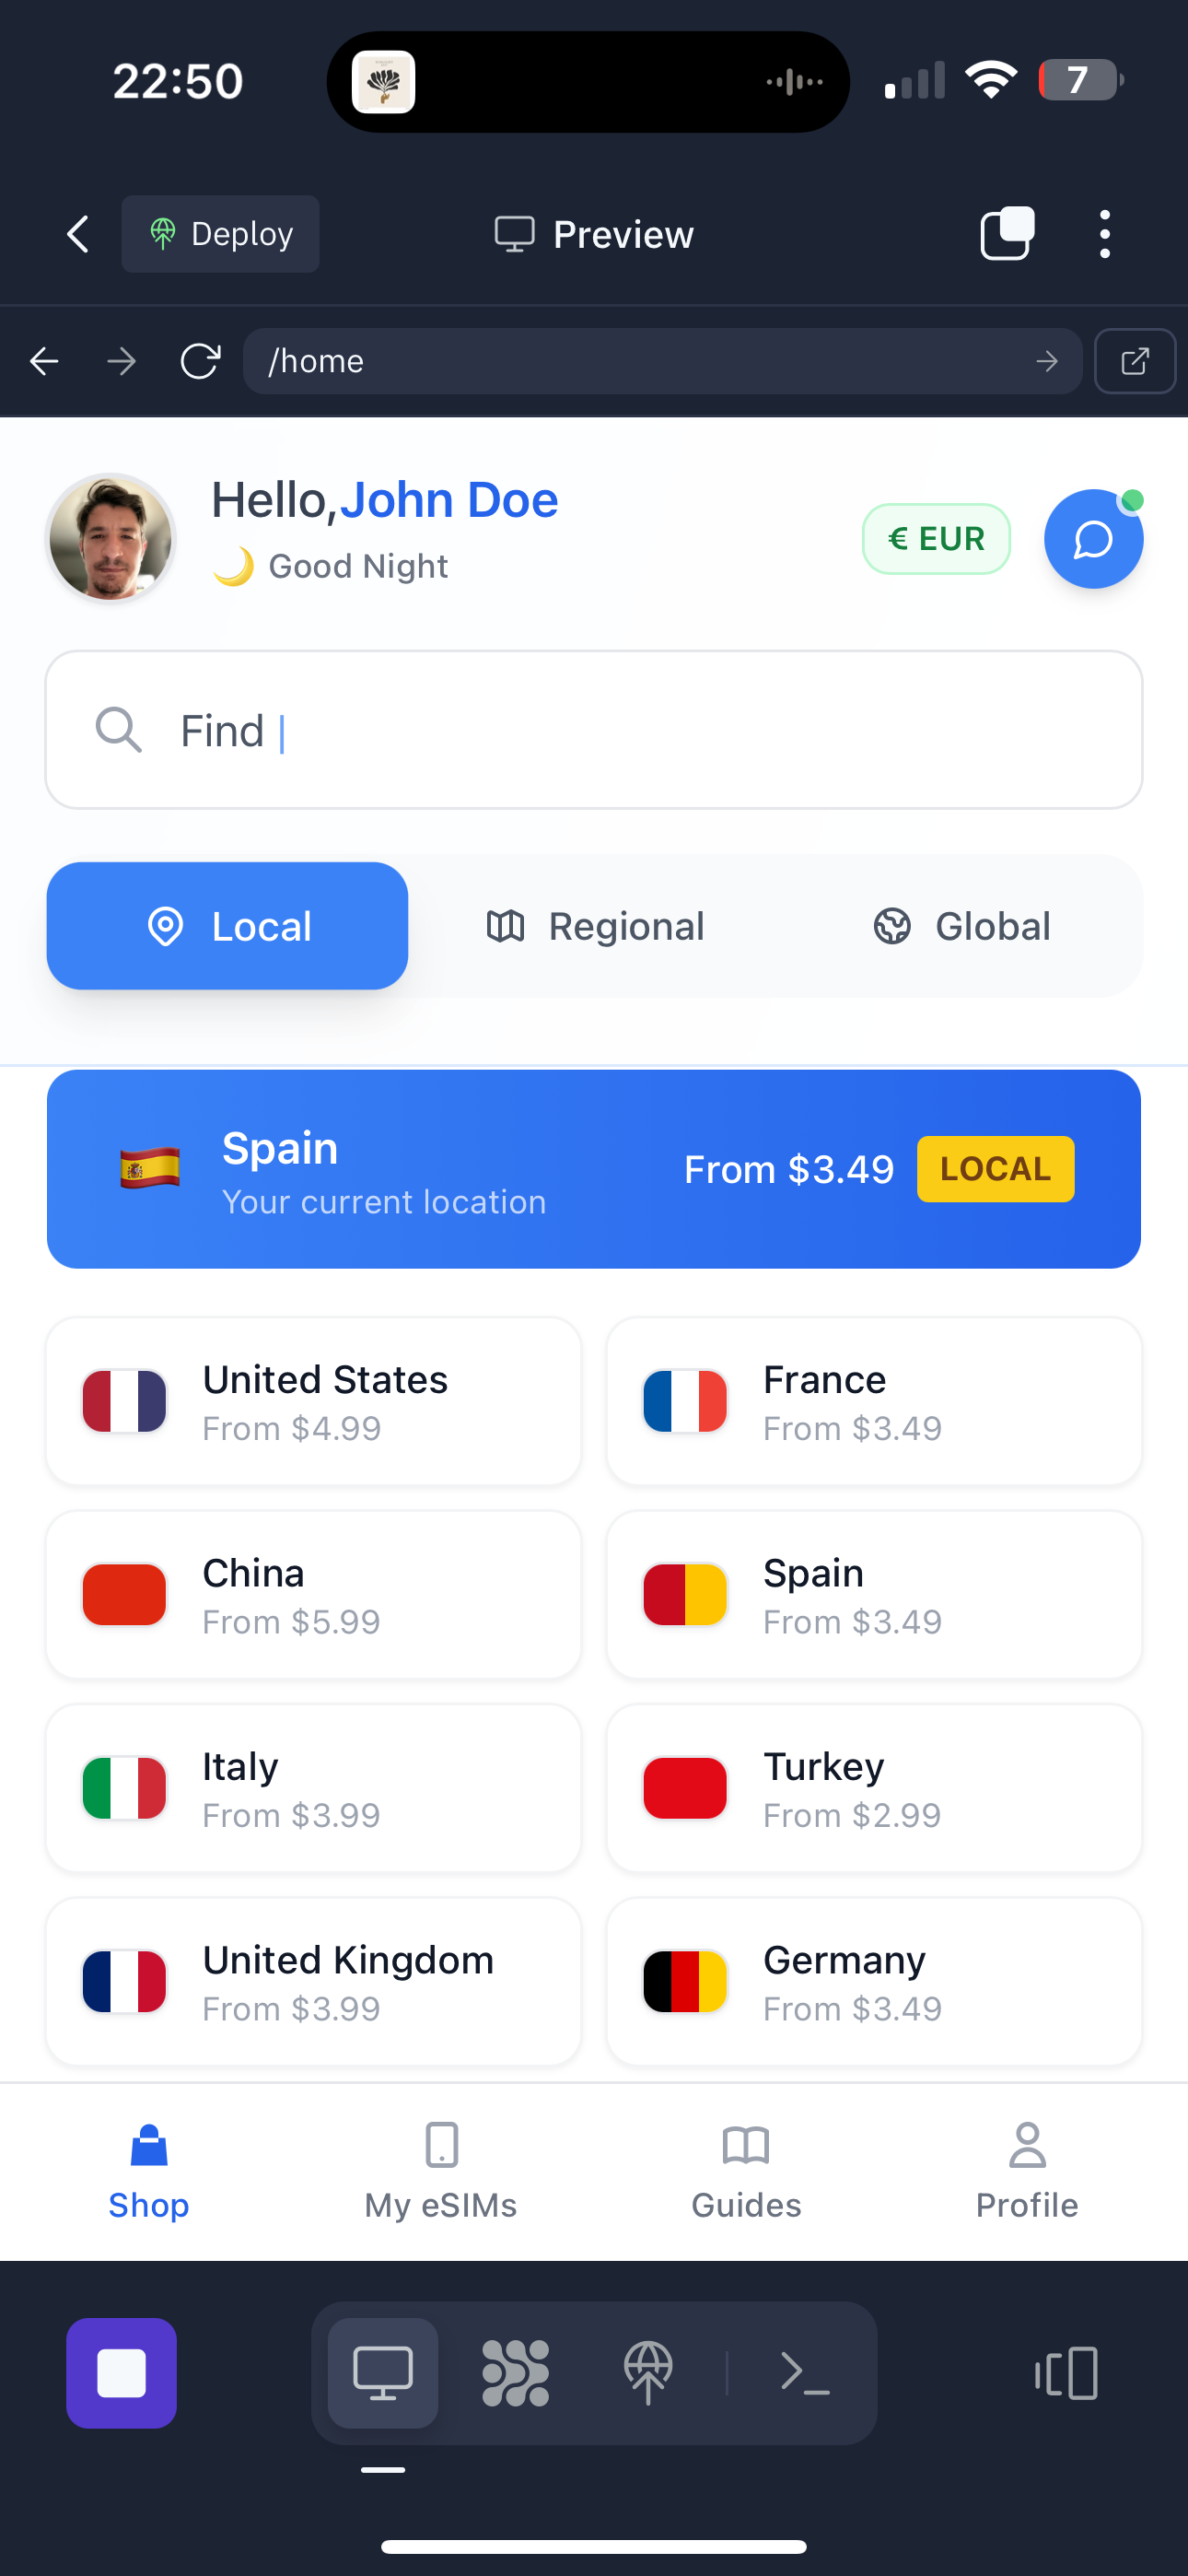 22:50
7
Deploy
Preview
/home
Hello,John Doe
🌙 Good Night
€ EUR
Find
Local
Regional
Global
Spain
Your current location
From $3.49
LOCAL
United States
From $4.99
France
From $3.49
China
From $5.99
Spain
From $3.49
Italy
From $3.99
Turkey
From $2.99
United Kingdom
From $3.99
Germany
From $3.49
Shop
My eSIMs
Guides
Profile